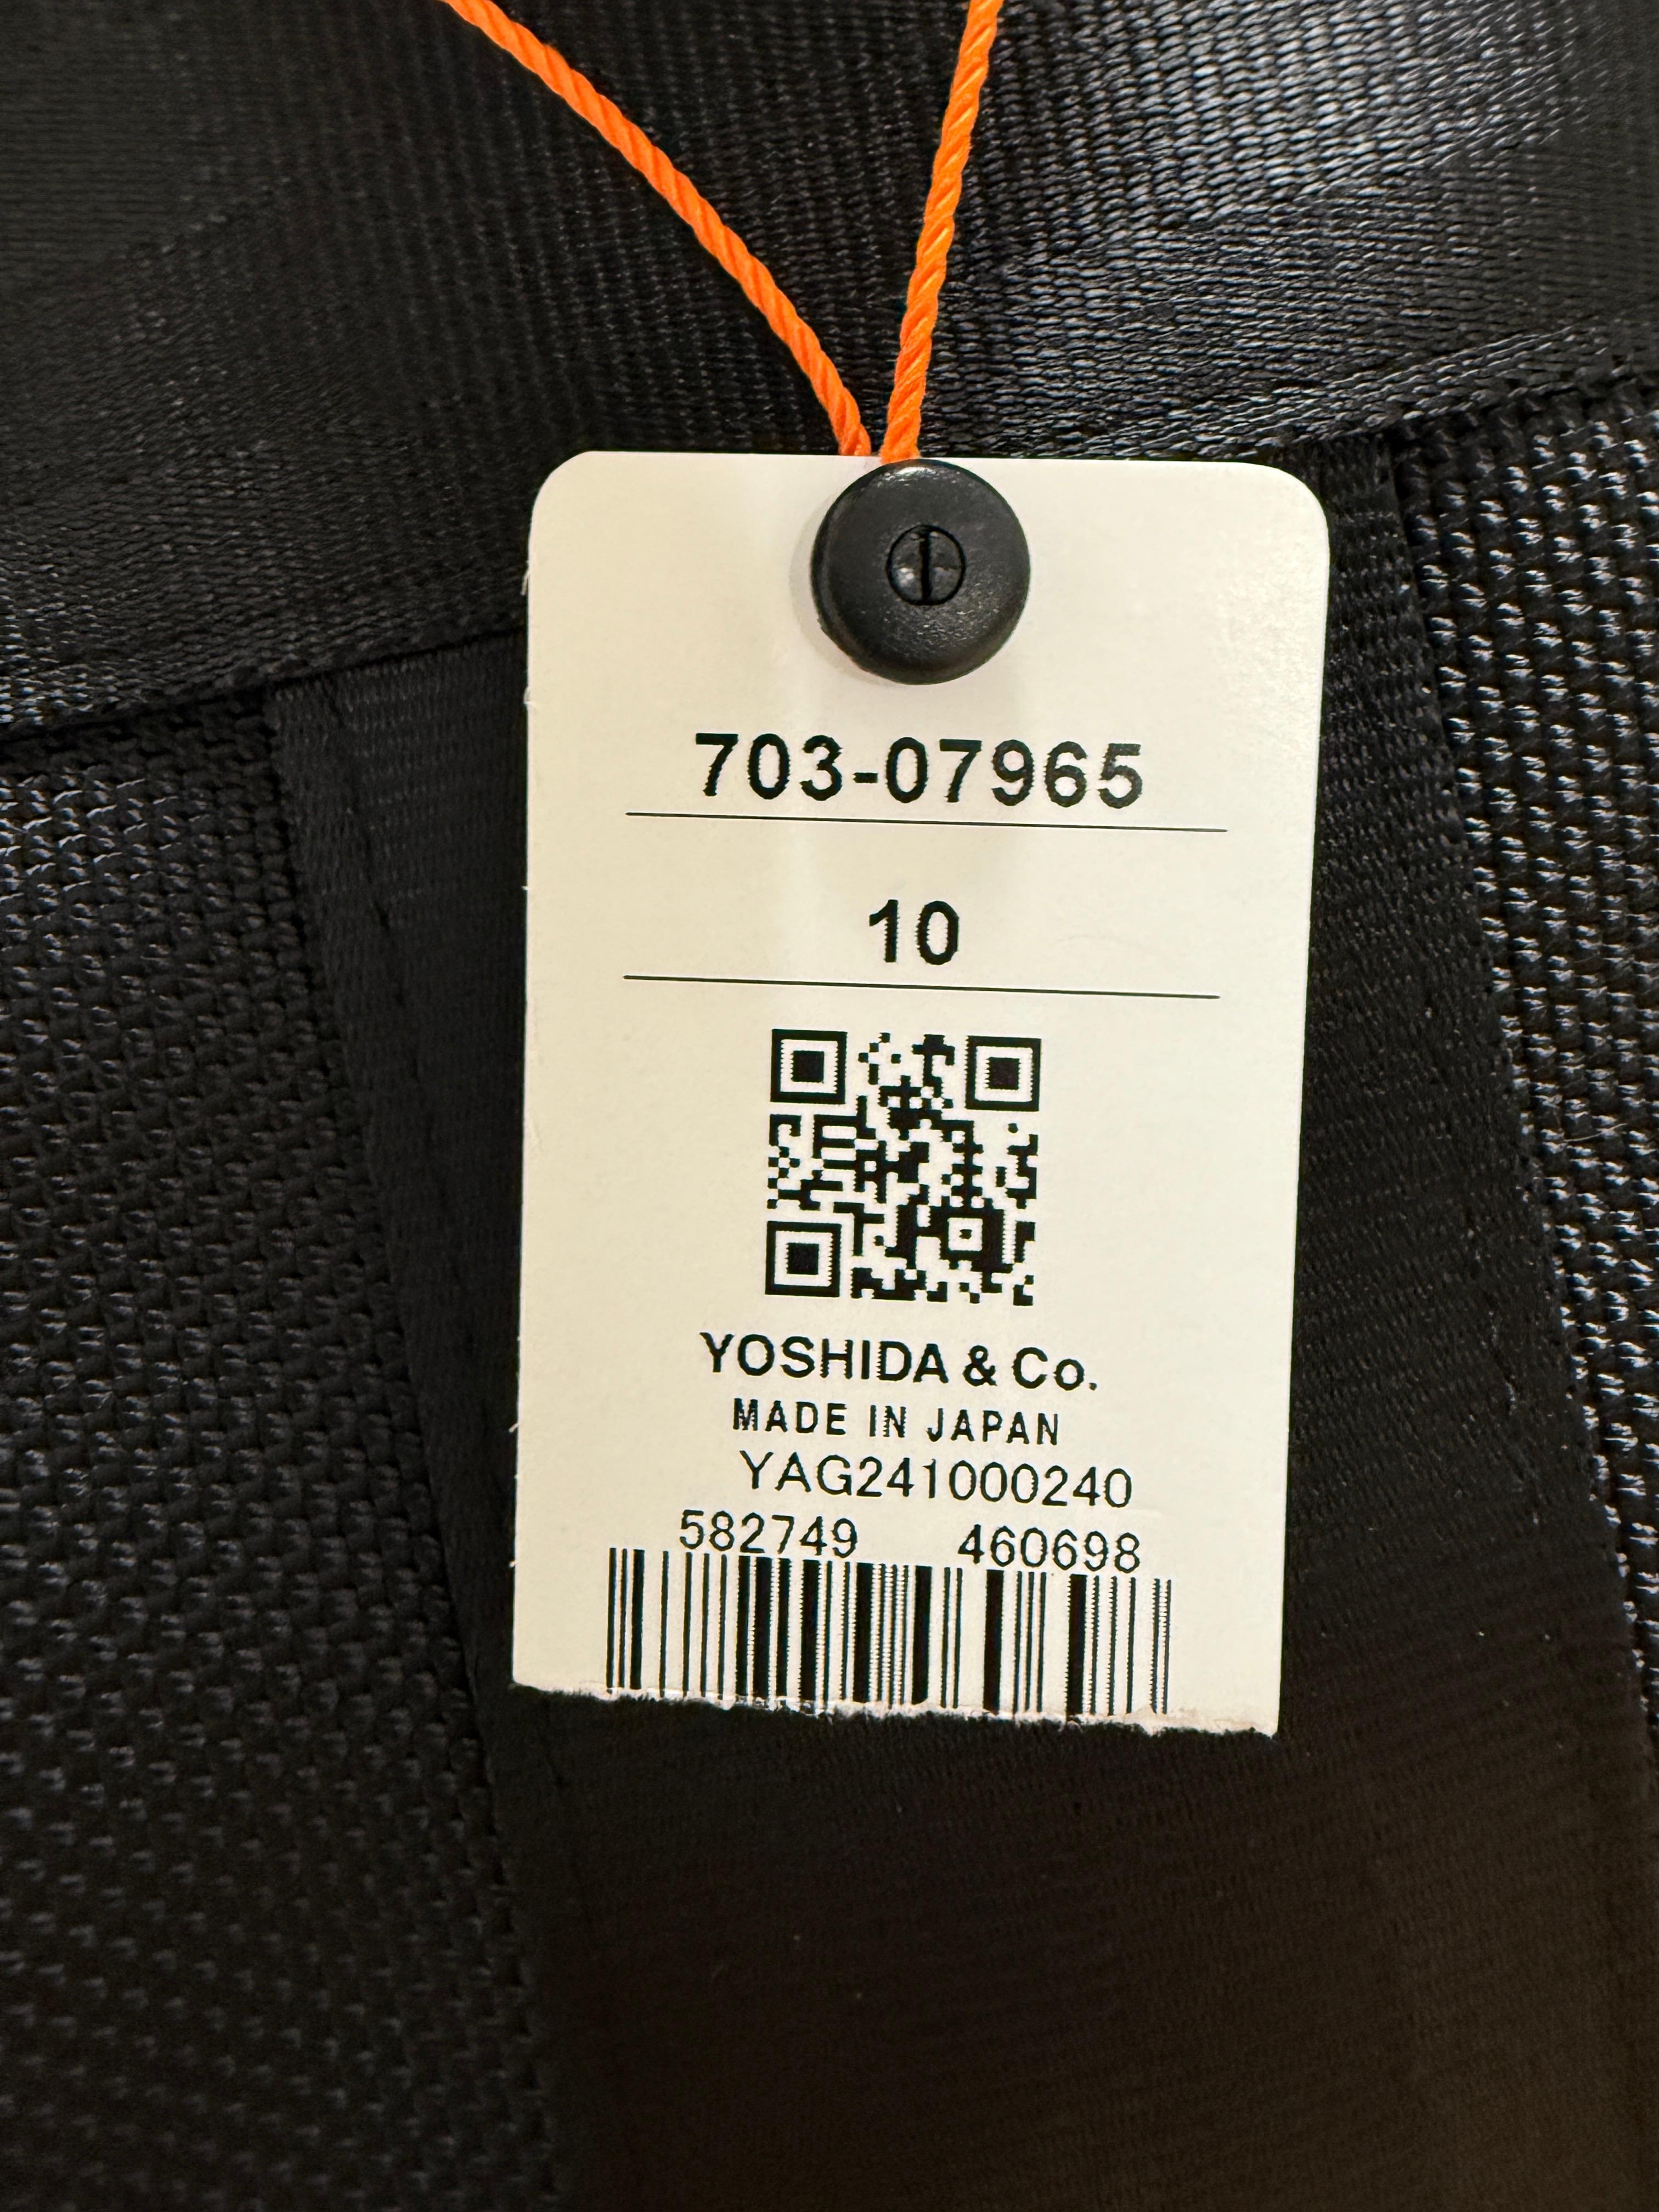 703-07965
10
YOSHIDA & Co.
MADE IN JAPAN
YAG241000240
582749 460698